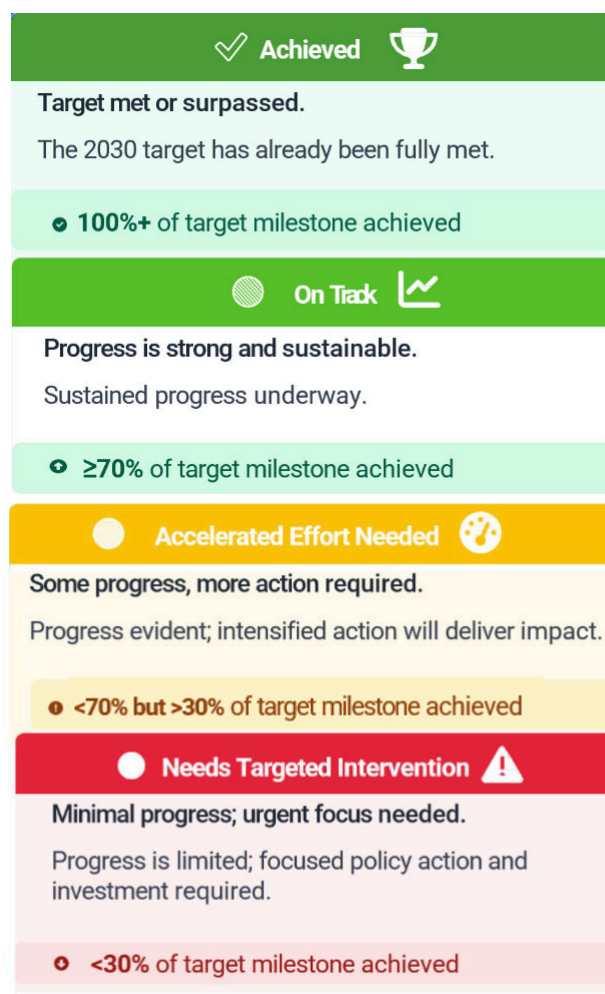 Achieved
Target met or surpassed.
The 2030 target has already been fully met.
100%+ of target milestone achieved
On Track
Progress is strong and sustainable.
Sustained progress underway.
≥70% of target milestone achieved
Accelerated Effort Needed
Some progress, more action required.
Progress evident; intensified action will deliver impact.
<70% but >30% of target milestone achieved
Needs Targeted Intervention
Minimal progress; urgent focus needed.
Progress is limited; focused policy action and
investment required.
<30% of target milestone achieved